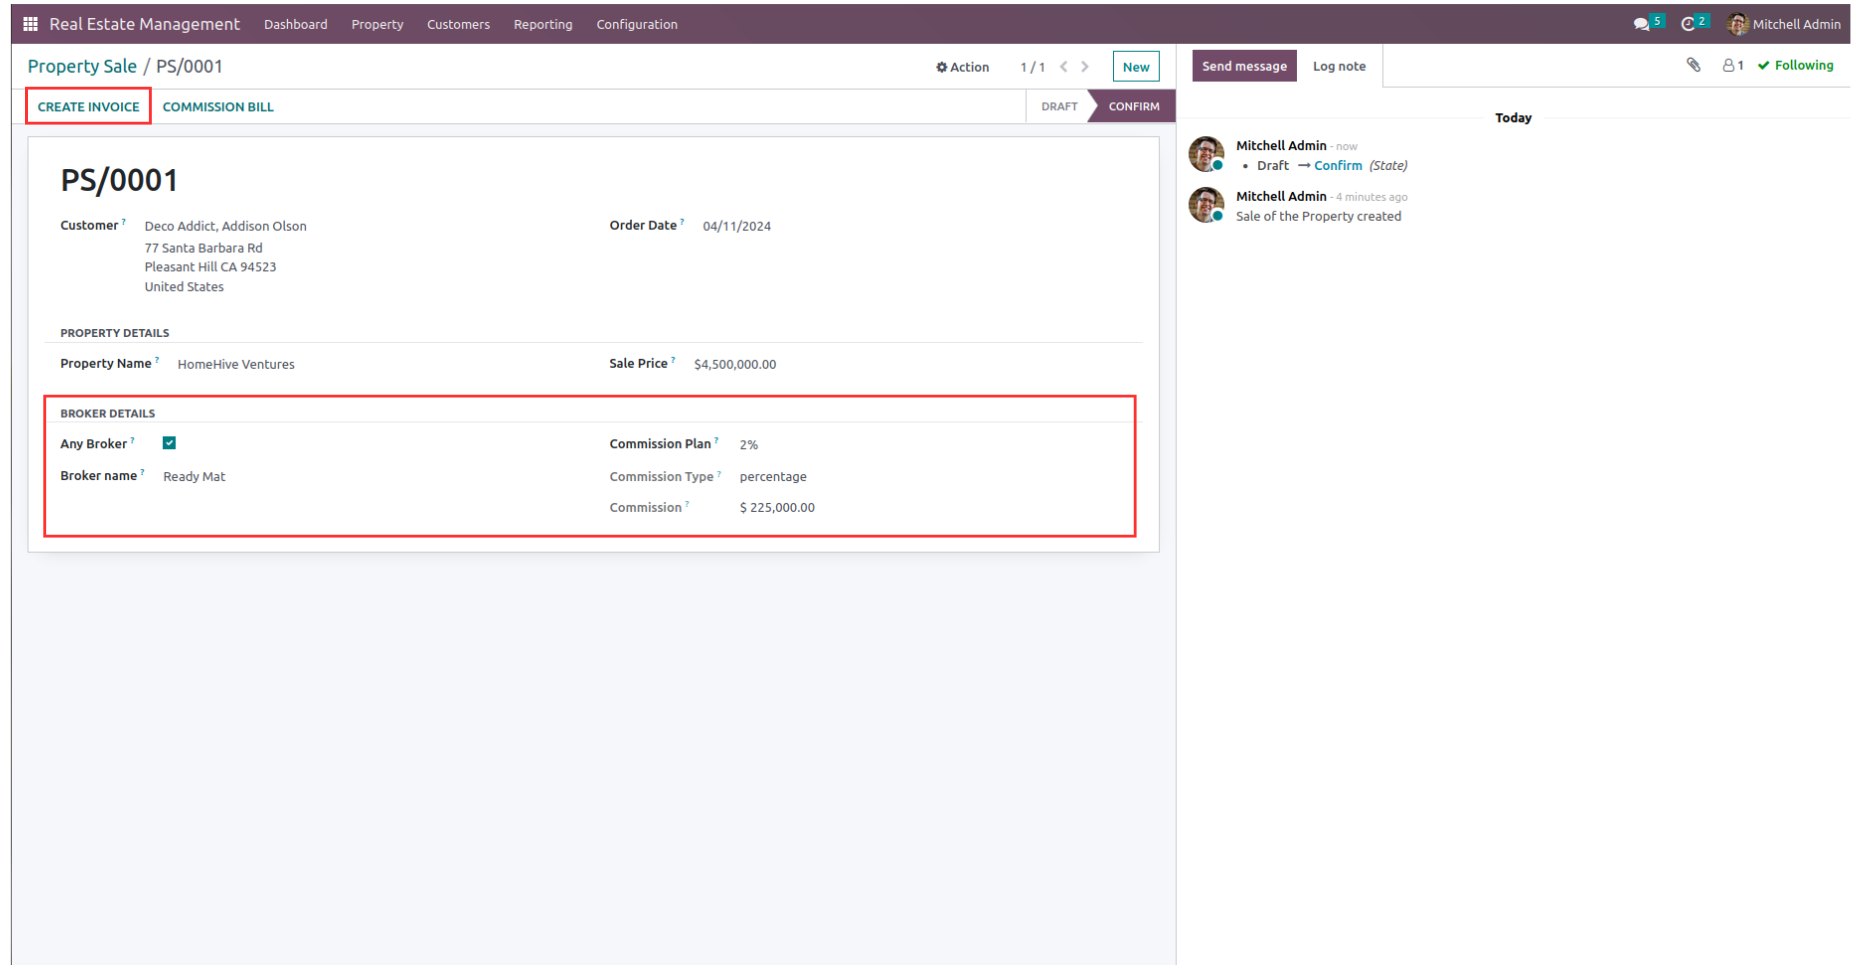 Real Estate Management Dashboard Property Customers Reporting Configuration 5 2 Mitchell Admin
Property Sale / PS/0001 Action 1 / 1 New
CREATE INVOICE COMMISSION BILL DRAFT CONFIRM
PS/0001
Customer ? Deco Addict, Addison Olson
77 Santa Barbara Rd
Pleasant Hill CA 94523
United States
Order Date ? 04/11/2024
PROPERTY DETAILS
Property Name ? HomeHive Ventures
Sale Price ? $4,500,000.00
BROKER DETAILS
Any Broker ?
Broker name ? Ready Mat
Commission Plan ? 2%
Commission Type ? percentage
Commission ? $ 225,000.00
Send message Log note 1 Following
Today
Mitchell Admin - now
• Draft → Confirm (State)
Mitchell Admin - 4 minutes ago
Sale of the Property created